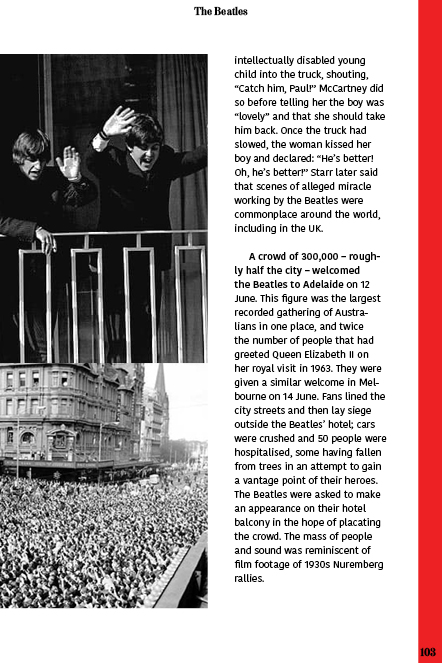 The Beatles
intellectually disabled young
child into the truck, shouting,
“Catch him, Paul!” McCartney did
so before telling her the boy was
“lovely” and that she should take
him back. Once the truck had
slowed, the woman kissed her
boy and declared: “He’s better!
Oh, he’s better!” Starr later said
that scenes of alleged miracle
working by the Beatles were
commonplace around the world,
including in the UK.
A crowd of 300,000 – rough-
ly half the city – welcomed
the Beatles to Adelaide on 12
June. This figure was the largest
recorded gathering of Austra-
lians in one place, and twice
the number of people that had
greeted Queen Elizabeth II on
her royal visit in 1963. They were
given a similar welcome in Mel-
bourne on 14 June. Fans lined the
city streets and then lay siege
outside the Beatles’ hotel; cars
were crushed and 50 people were
hospitalised, some having fallen
from trees in an attempt to gain
a vantage point of their heroes.
The Beatles were asked to make
an appearance on their hotel
balcony in the hope of placating
the crowd. The mass of people
and sound was reminiscent of
film footage of 1930s Nuremberg
rallies.
103